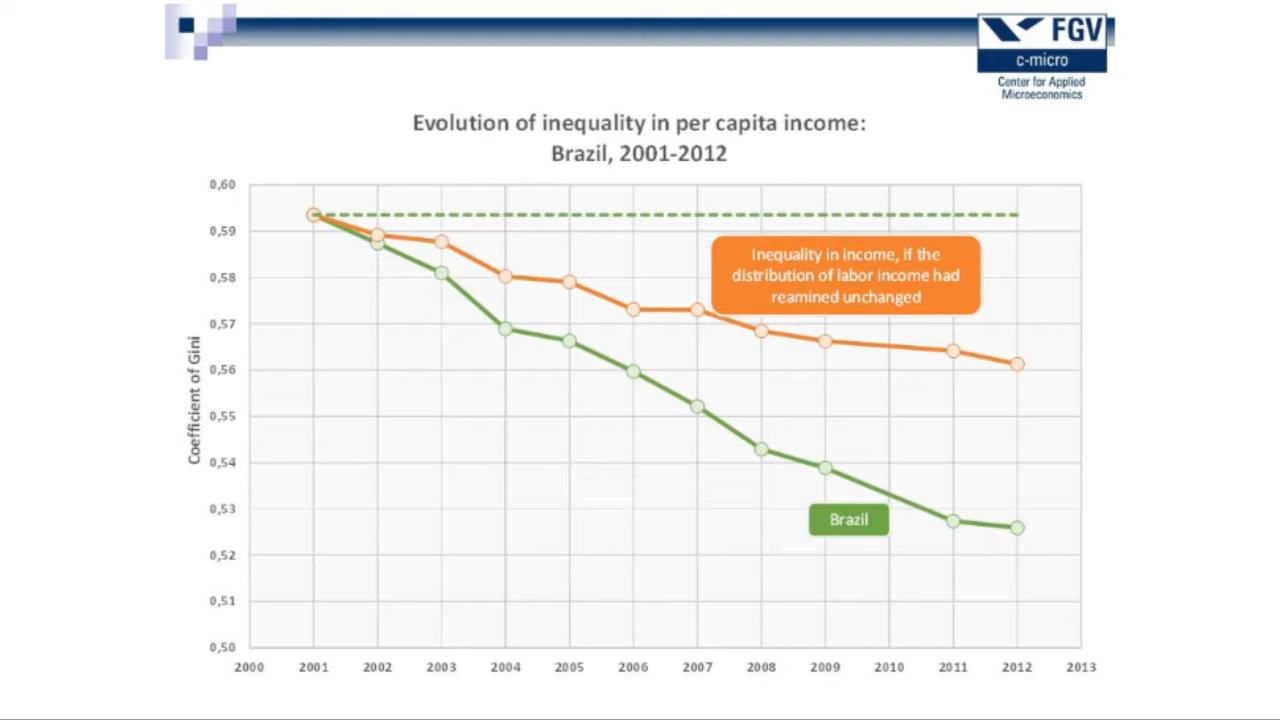 FGV
c-micro
Center for Applied
Microeconomics
Evolution of inequality in per capita income:
Brazil, 2001-2012
0,60
0,59
0,58
0,57
0,56
0,55
0,54
0,53
0,52
0,51
0,50
Coefficient of Gini
Inequality in income, if the
distribution of labor income had
reamined unchanged
Brazil
2000 2001 2002 2003 2004 2005 2006 2007 2008 2009 2010 2011 2012 2013